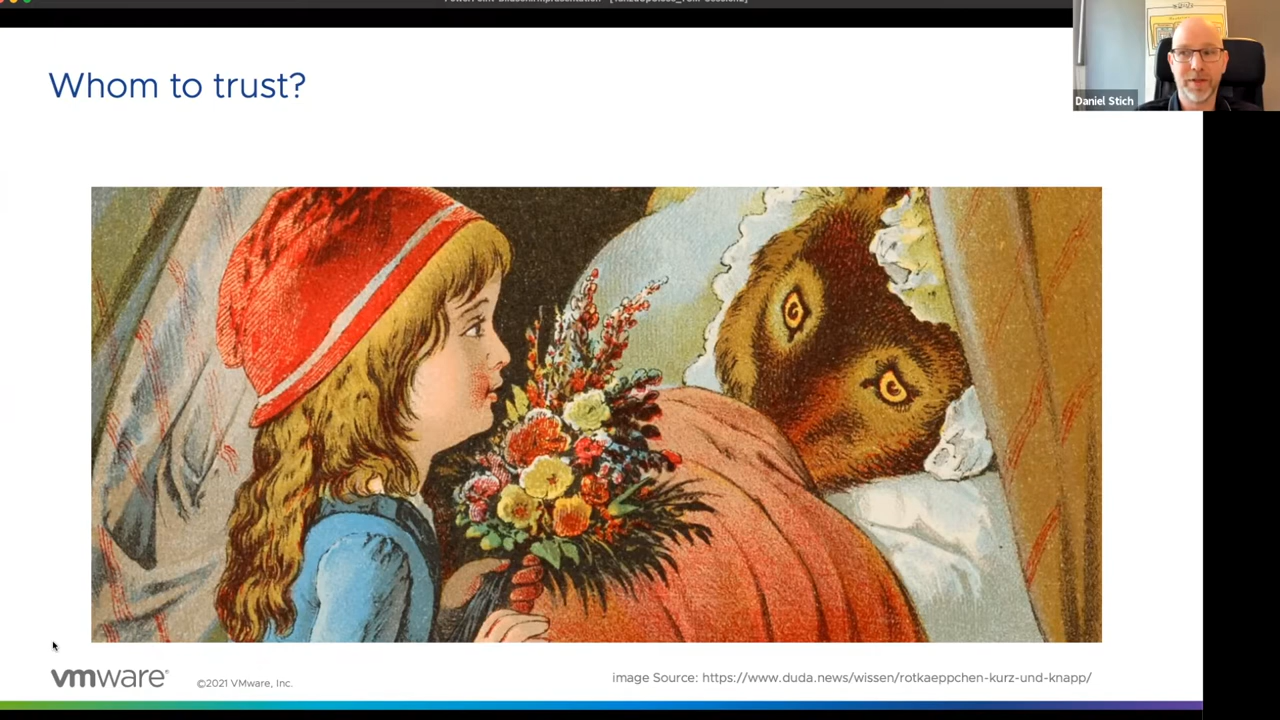 Whom to trust?
Daniel Stich
vmware®
©2021 VMware, Inc.
image Source: https://www.duda.news/wissen/rotkaeppchen-kurz-und-knapp/